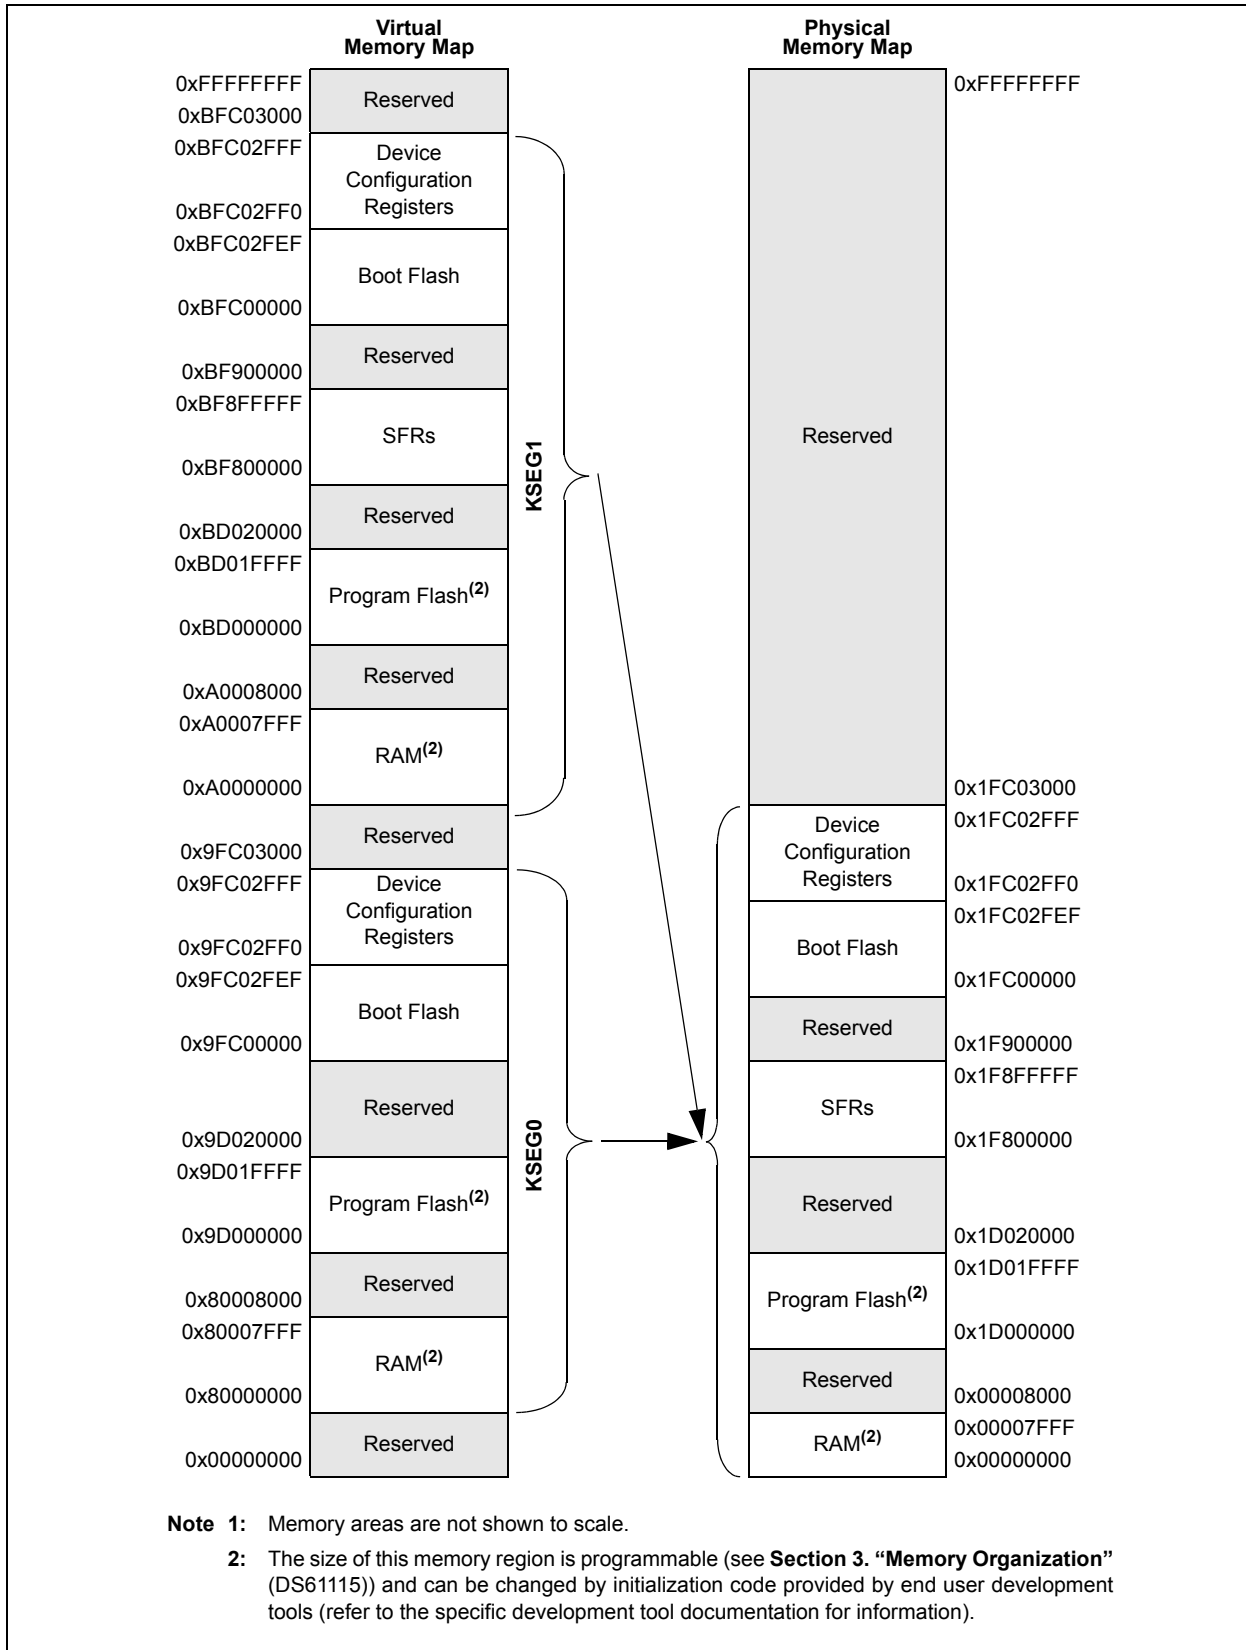 Virtual
Memory Map
0xFFFFFFFF
Reserved
0xBFC03000
0xBFC02FFF
Device
Configuration
Registers
0xBFC02FF0
0xBFC02FEF
Boot Flash
0xBFC00000
Reserved
0xBF900000
0xBF8FFFFF
SFRs
0xBF800000
Reserved
0xBD020000
0xBD01FFFF
Program Flash(2)
0xBD000000
Reserved
0xA0008000
0xA0007FFF
RAM(2)
0xA0000000
Reserved
0x9FC03000
0x9FC02FFF
Device
Configuration
Registers
0x9FC02FF0
0x9FC02FEF
Boot Flash
0x9FC00000
Reserved
0x9D020000
0x9D01FFFF
Program Flash(2)
0x9D000000
Reserved
0x80008000
0x80007FFF
RAM(2)
0x80000000
Reserved
0x00000000
KSEG1
KSEG0
Physical
Memory Map
0xFFFFFFFF
Reserved
0x1FC03000
0x1FC02FFF
Device
Configuration
Registers
0x1FC02FF0
0x1FC02FEF
Boot Flash
0x1FC00000
Reserved
0x1F900000
0x1F8FFFFF
SFRs
0x1F800000
Reserved
0x1D020000
0x1D01FFFF
Program Flash(2)
0x1D000000
Reserved
0x00008000
0x00007FFF
RAM(2)
0x00000000
Note 1: Memory areas are not shown to scale.
2: The size of this memory region is programmable (see Section 3. “Memory Organization”
(DS61115)) and can be changed by initialization code provided by end user development
tools (refer to the specific development tool documentation for information).